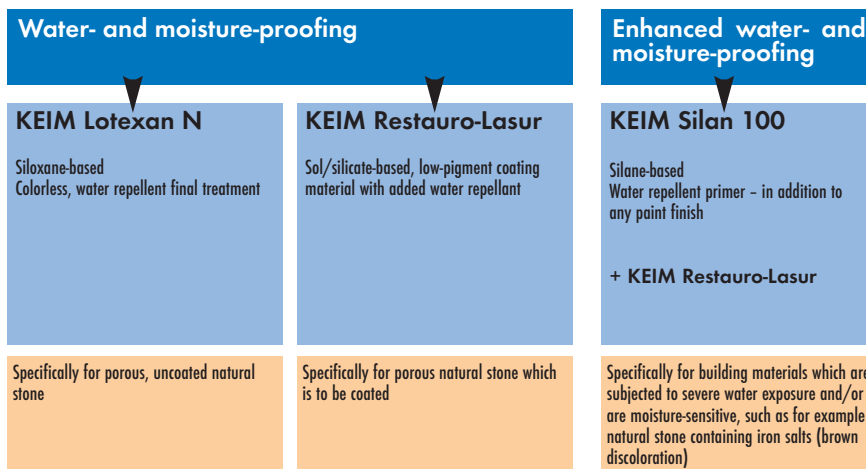 Water- and moisture-proofing
Enhanced water- and
moisture-proofing
KEIM Lotexan N
Siloxane-based
Colorless, water repellent final treatment
KEIM Restauro-Lasur
Sol/silicate-based, low-pigment coating
material with added water repellant
KEIM Silan 100
Silane-based
Water repellent primer – in addition to
any paint finish
+ KEIM Restauro-Lasur
Specifically for porous, uncoated natural
stone
Specifically for porous natural stone which
is to be coated
Specifically for building materials which are
subjected to severe water exposure and/or
are moisture-sensitive, such as for example
natural stone containing iron salts (brown
discoloration)